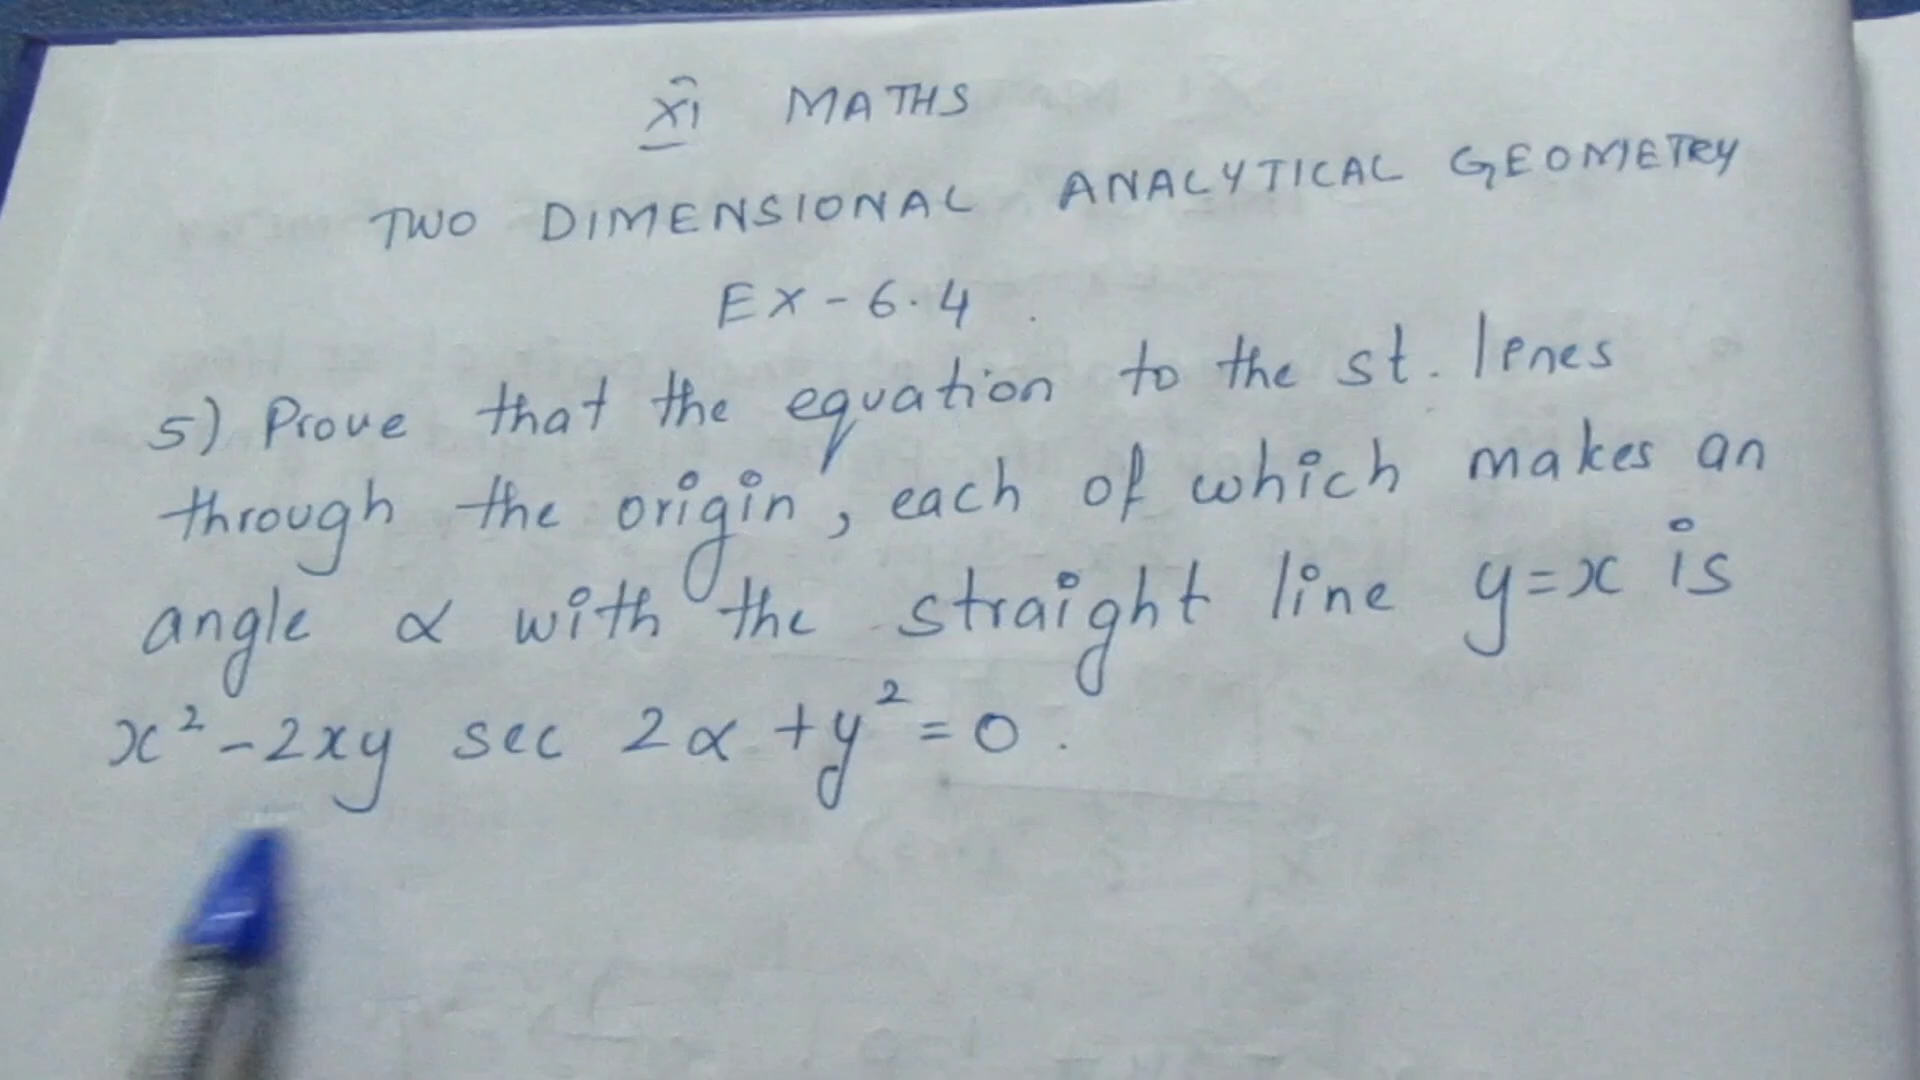 XI MATHS
TWO DIMENSIONAL ANALYTICAL GEOMETRY
EX-6.4
5) Prove that the equation to the st. lines
through the origin, each of which makes an
angle α with the straight line y=x is
x²-2xy sec 2α +y²=0.